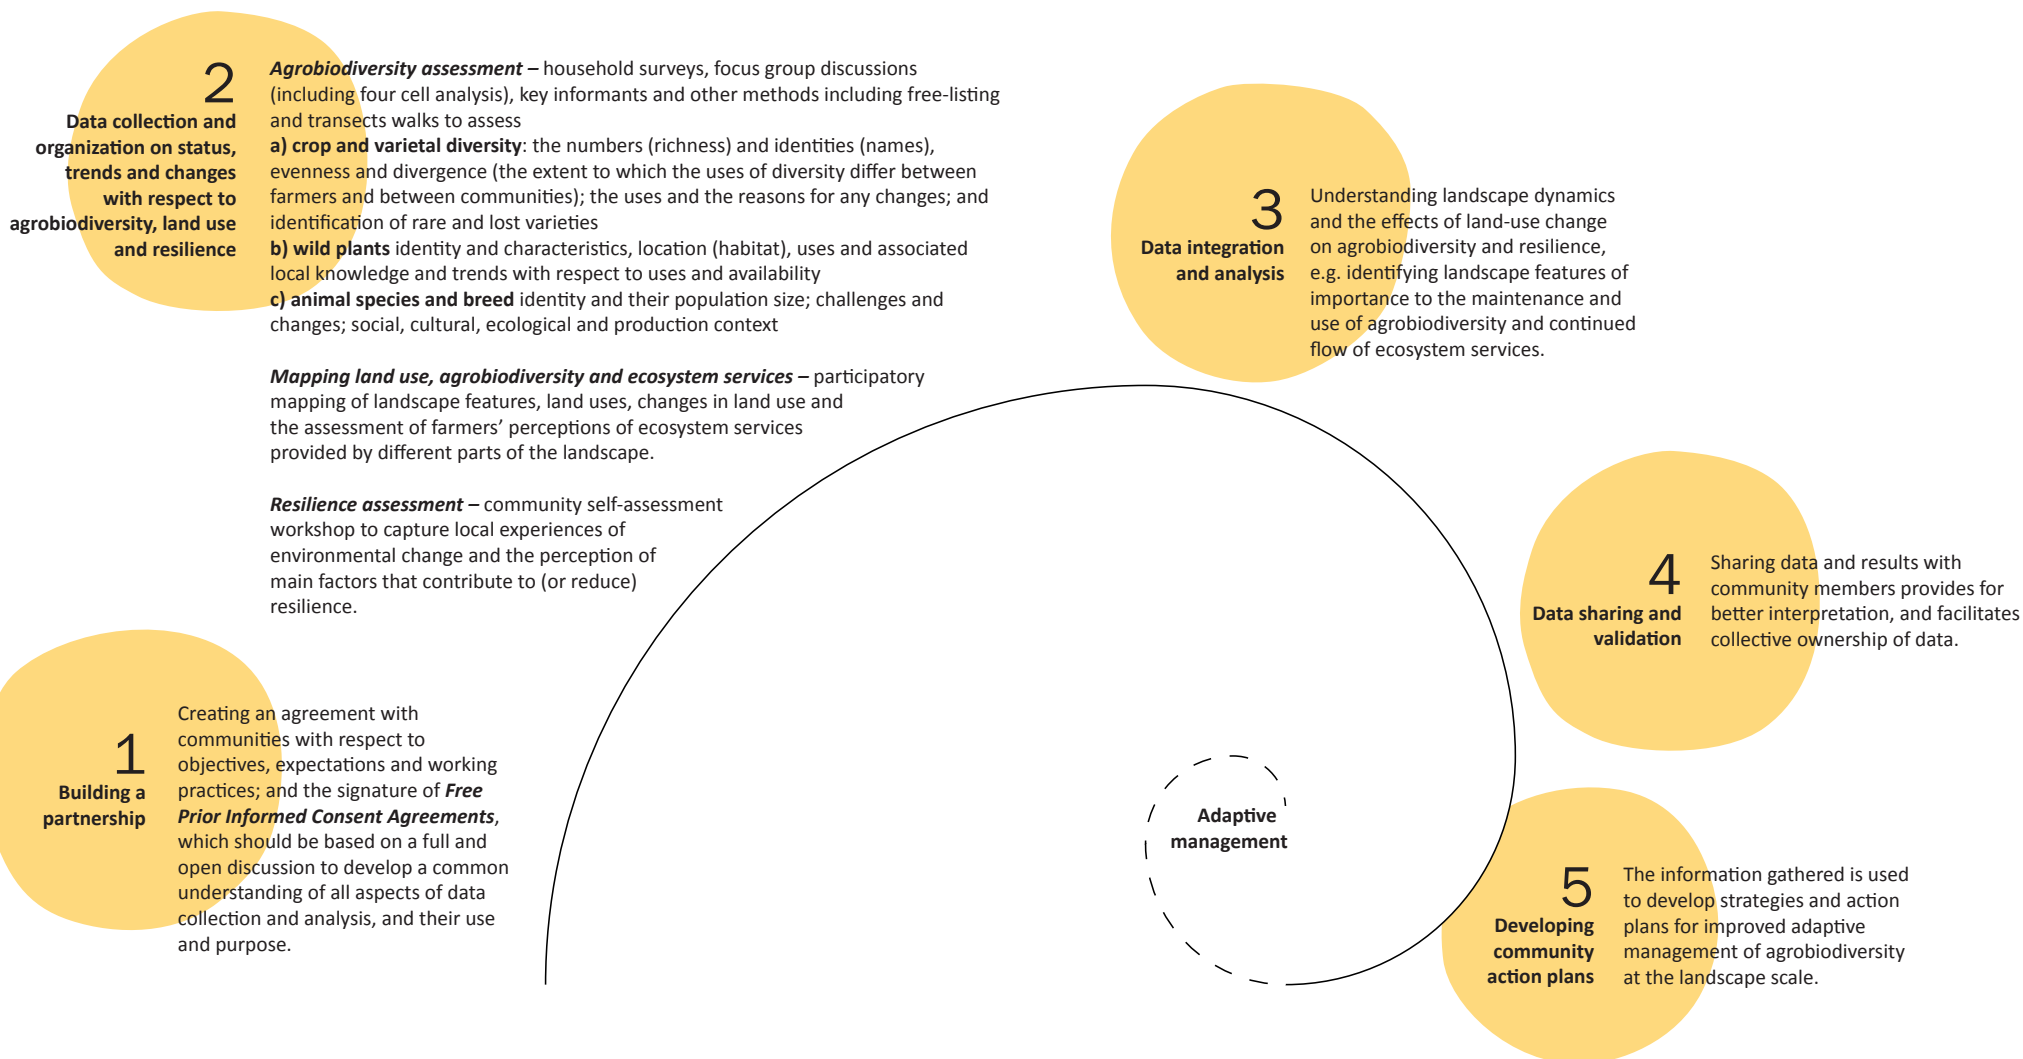 1
Building a
partnership
Creating an agreement with
communities with respect to
objectives, expectations and working
practices; and the signature of Free
Prior Informed Consent Agreements,
which should be based on a full and
open discussion to develop a common
understanding of all aspects of data
collection and analysis, and their use
and purpose.
2
Data collection and
organization on status,
trends and changes
with respect to
agrobiodiversity, land use
and resilience
Agrobiodiversity assessment – household surveys, focus group discussions
(including four cell analysis), key informants and other methods including free-listing
and transects walks to assess
a) crop and varietal diversity: the numbers (richness) and identities (names),
evenness and divergence (the extent to which the uses of diversity differ between
farmers and between communities); the uses and the reasons for any changes; and
identification of rare and lost varieties
b) wild plants identity and characteristics, location (habitat), uses and associated
local knowledge and trends with respect to uses and availability
c) animal species and breed identity and their population size; challenges and
changes; social, cultural, ecological and production context
Mapping land use, agrobiodiversity and ecosystem services – participatory
mapping of landscape features, land uses, changes in land use and
the assessment of farmers’ perceptions of ecosystem services
provided by different parts of the landscape.
Resilience assessment – community self-assessment
workshop to capture local experiences of
environmental change and the perception of
main factors that contribute to (or reduce)
resilience.
3
Data integration
and analysis
Understanding landscape dynamics
and the effects of land-use change
on agrobiodiversity and resilience,
e.g. identifying landscape features of
importance to the maintenance and
use of agrobiodiversity and continued
flow of ecosystem services.
4
Data sharing and
validation
Sharing data and results with
community members provides for
better interpretation, and facilitates
collective ownership of data.
5
Developing
community
action plans
The information gathered is used
to develop strategies and action
plans for improved adaptive
management of agrobiodiversity
at the landscape scale.
Adaptive
management